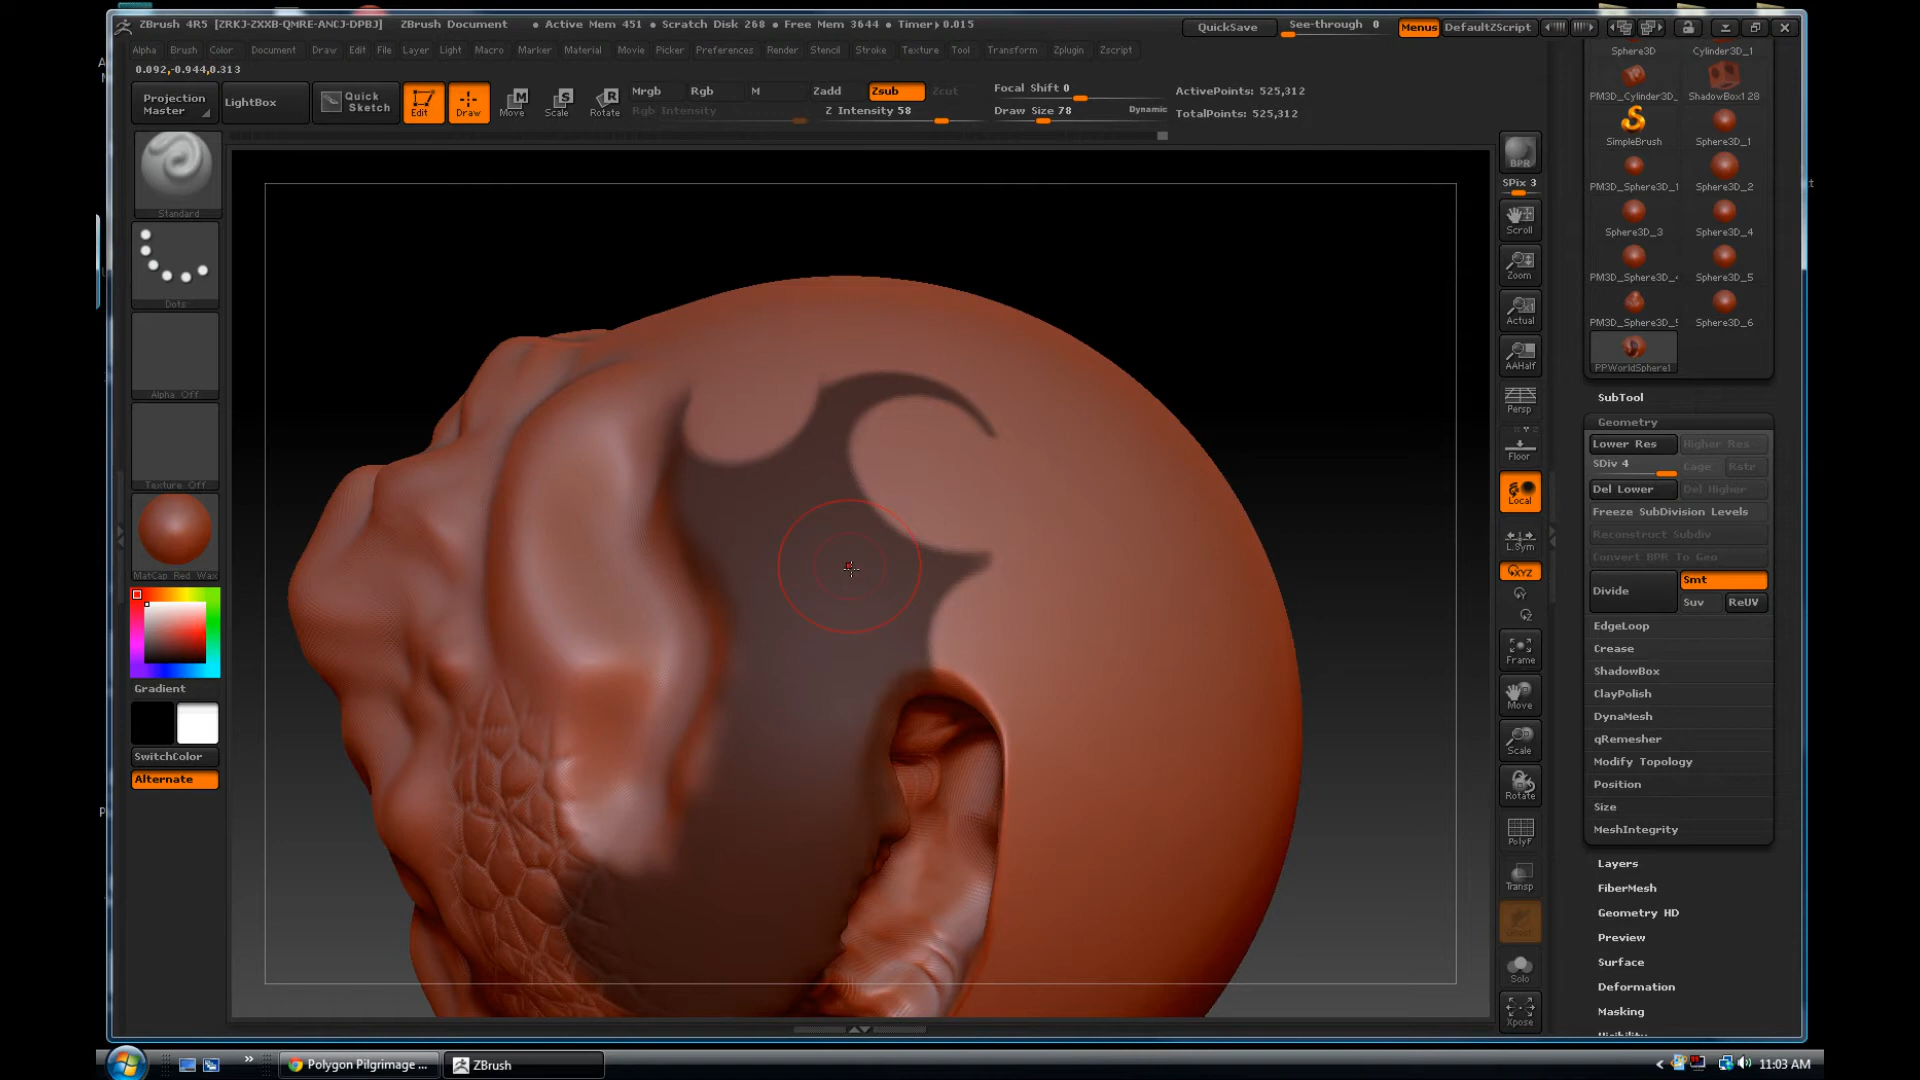 ZBrush 4R5 [ZRKJ-ZXXB-QMRE-ANCJ-DPBJ] ZBrush Document • Active Mem 451 • Scratch Disk 268 • Free Mem 3644 • Timer▸0.015 QuickSave See-through 0 Menus DefaultZScript
Alpha Brush Color Document Draw Edit File Layer Light Macro Marker Material Movie Picker Preferences Render Stencil Stroke Texture Tool Transform Zplugin Zscript
0.092,-0.944,0.313
Projection Master
LightBox
Quick Sketch
Edit
Draw
Move
Scale
Rotate
Mrgb Rgb M Zadd Zsub Zcut
Rgb Intensity
Z Intensity 58
Focal Shift 0
Draw Size 78 Dynamic
ActivePoints: 525,312
TotalPoints: 525,312
Standard
Dots
Alpha Off
Texture Off
MatCap Red Wax
Gradient
SwitchColor
Alternate
BPR
SPix 3
Scroll
Zoom
Actual
AAHalf
Persp
Floor
Local
L.Sym
XYZ
Y
Z
Frame
Move
Scale
Rotate
PolyF
Transp
Solo
Xpose
Sphere3D Cylinder3D_1
PM3D_Cylinder3D_ ShadowBox128
SimpleBrush Sphere3D_1
PM3D_Sphere3D_1 Sphere3D_2
Sphere3D_3 Sphere3D_4
PM3D_Sphere3D_4 Sphere3D_5
PM3D_Sphere3D_5 Sphere3D_6
PPWorldSphere1
SubTool
Geometry
Lower Res Higher Res
SDiv 4 Cage Rstr
Del Lower Del Higher
Freeze SubDivision Levels
Reconstruct Subdiv
Convert BPR To Geo
Divide Smt
Suv ReUV
EdgeLoop
Crease
ShadowBox
ClayPolish
DynaMesh
qRemesher
Modify Topology
Position
Size
MeshIntegrity
Layers
FiberMesh
Geometry HD
Preview
Surface
Deformation
Masking
Polygon Pilgrimage ...
ZBrush
11:03 AM